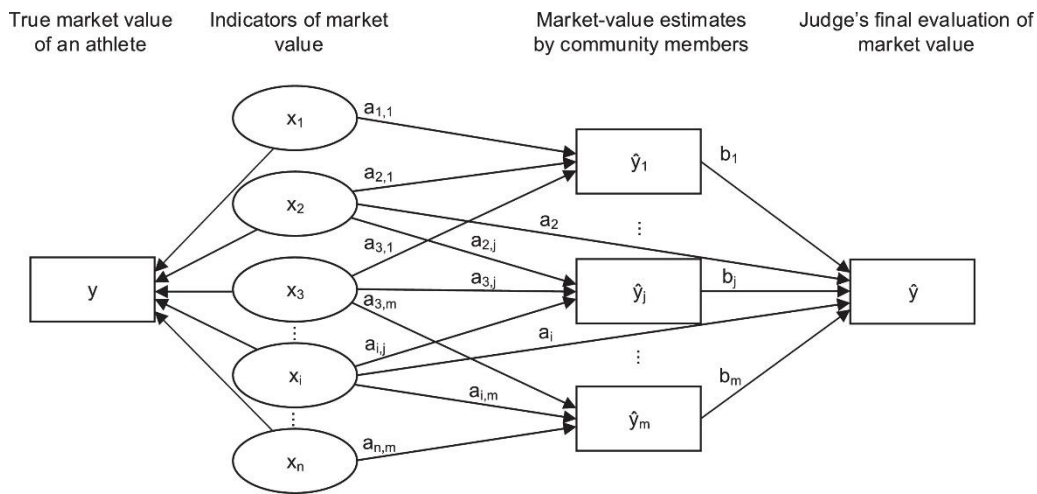 True market value
of an athlete
Indicators of market
value
Market-value estimates
by community members
Judge's final evaluation of
market value
x₁
a₁,₁
ŷ₁
b₁
x₂
a₂,₁
a₂
⋮
a₃,₁
a₂,ⱼ
y
x₃
a₃,ⱼ
a₃,ₘ
ŷⱼ
bⱼ
ŷ
⋮
aᵢ,ⱼ
aᵢ
⋮
xᵢ
aᵢ,ₘ
bₘ
⋮
ŷₘ
aₙ,ₘ
xₙ